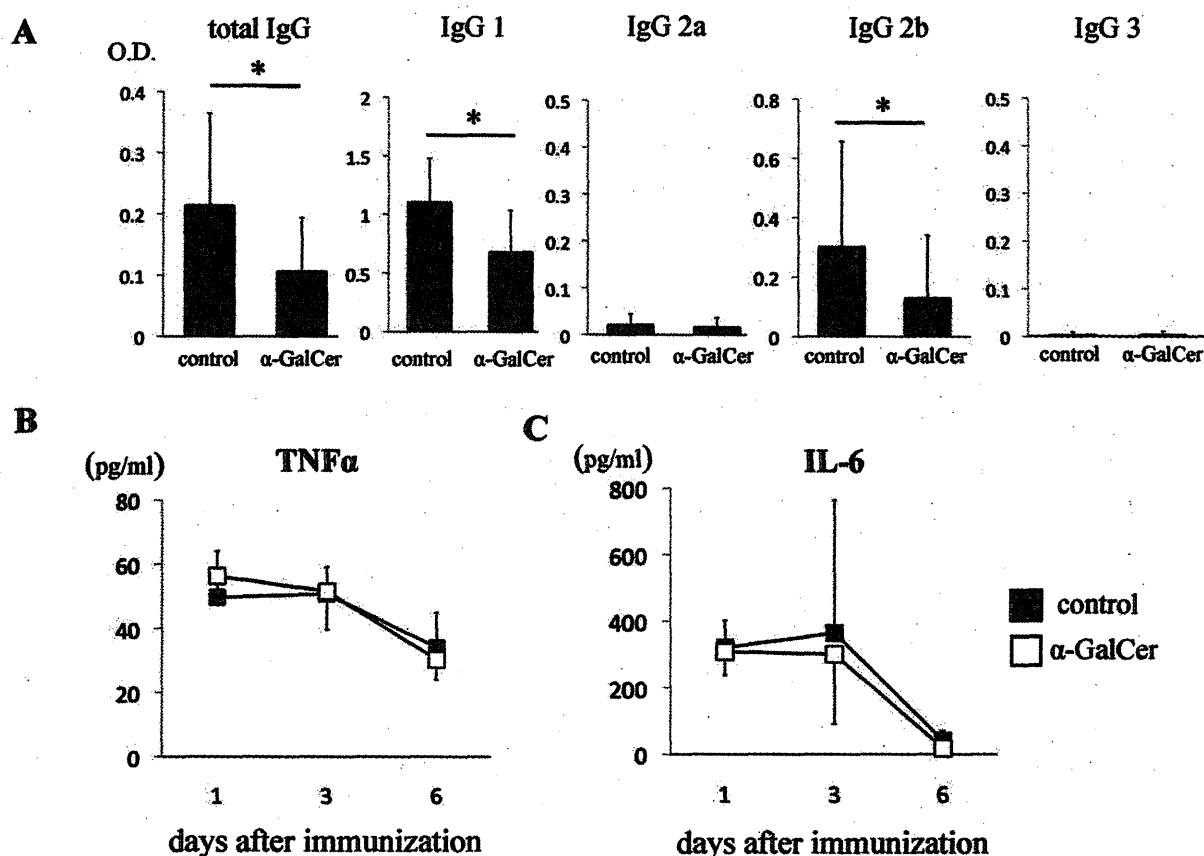 A
total IgG
IgG 1
IgG 2a
IgG 2b
IgG 3
O.D.
*
*
*
0.4
0.3
0.2
0.1
0
2
1.5
1
0.5
0
0.5
0.4
0.3
0.2
0.1
0
0.8
0.6
0.4
0.2
0
0.5
0.4
0.3
0.2
0.1
0
control α-GalCer
control α-GalCer
control α-GalCer
control α-GalCer
control α-GalCer
B
(pg/ml)
TNFα
80
60
40
20
0
1 3 6
days after immunization
C
(pg/ml)
IL-6
800
600
400
200
0
1 3 6
days after immunization
control
α-GalCer